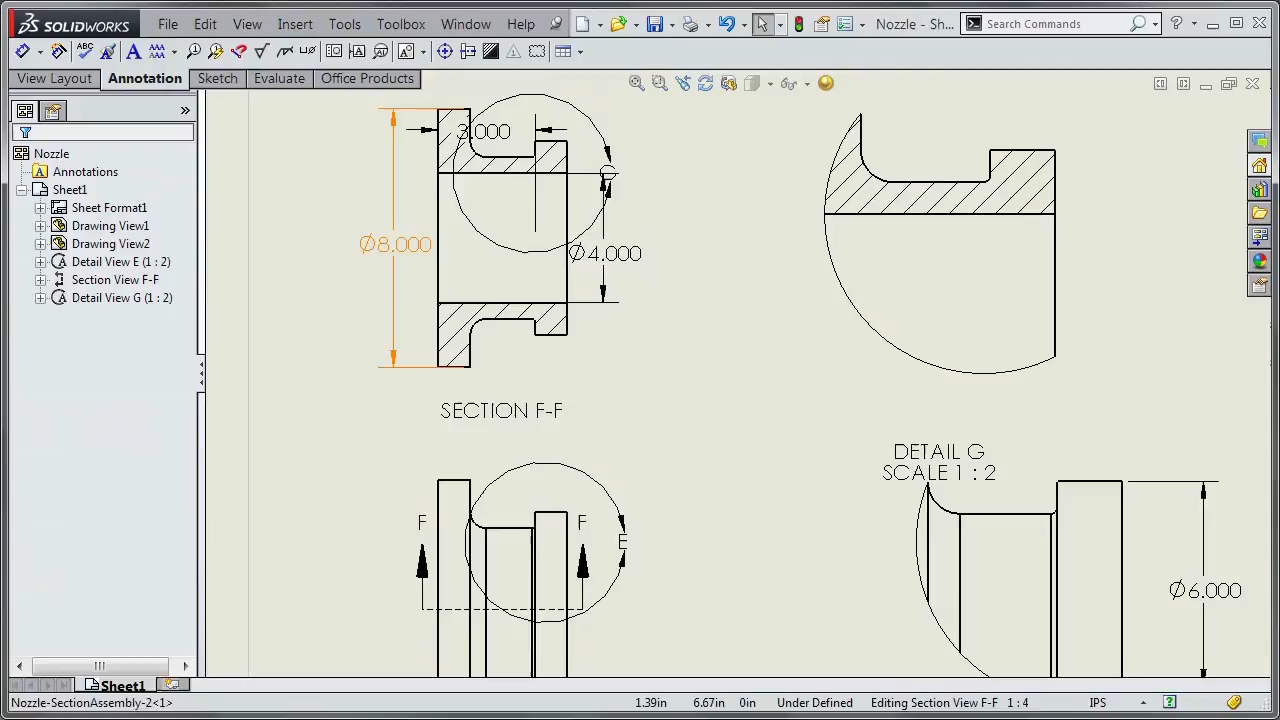 SOLIDWORKS File Edit View Insert Tools Toolbox Window Help Nozzle - Sh... Search Commands ?
View Layout Annotation Sketch Evaluate Office Products
Nozzle
Annotations
Sheet1
Sheet Format1
Drawing View1
Drawing View2
Detail View E (1 : 2)
Section View F-F
Detail View G (1 : 2)
3.000
Ø8.000
Ø4.000
SECTION F-F
DETAIL G
SCALE 1 : 2
F F
E
Ø6.000
Sheet1
Nozzle-SectionAssembly-2<1> 1.39in 6.67in 0in Under Defined Editing Section View F-F 1 : 4 IPS